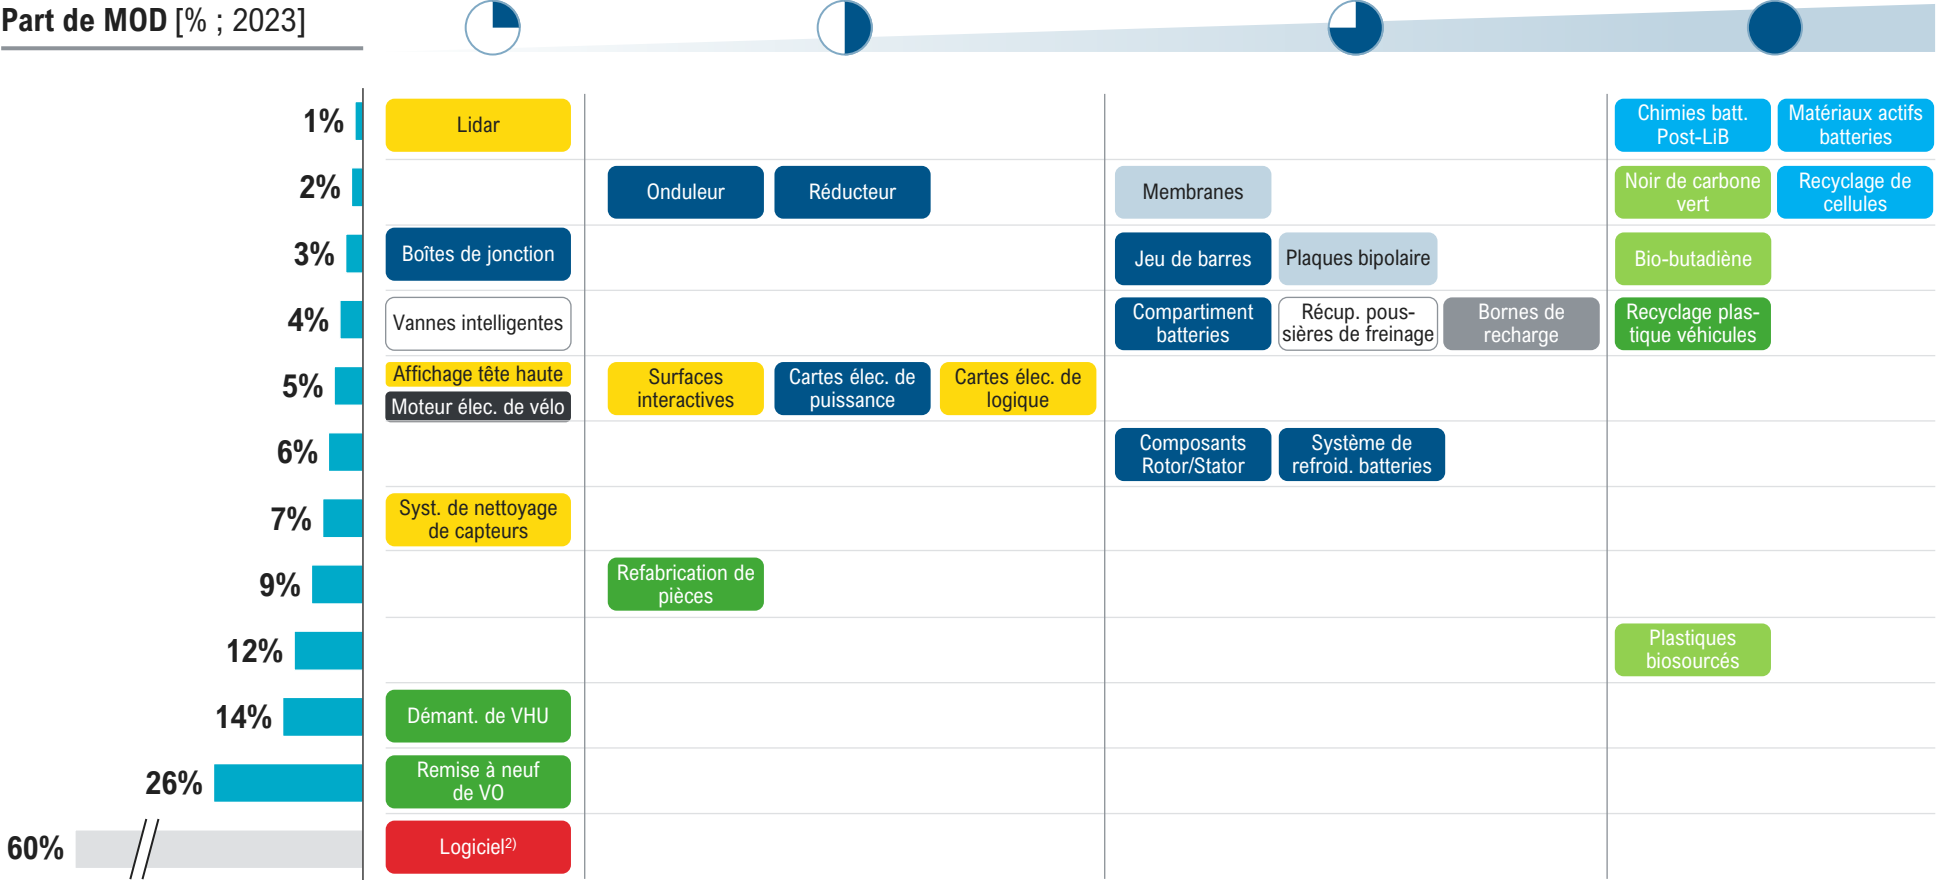 Part de MOD [% ; 2023]
1%
Lidar
Chimies batt.
Post-LiB
Matériaux actifs
batteries
2%
Onduleur
Réducteur
Membranes
Noir de carbone
vert
Recyclage de
cellules
3%
Boîtes de jonction
Jeu de barres
Plaques bipolaire
Bio-butadiène
4%
Vannes intelligentes
Compartiment
batteries
Récup. pous-
sières de freinage
Bornes de
recharge
Recyclage plas-
tique véhicules
5%
Affichage tête haute
Moteur élec. de vélo
Surfaces
interactives
Cartes élec. de
puissance
Cartes élec. de
logique
6%
Composants
Rotor/Stator
Système de
refroid. batteries
7%
Syst. de nettoyage
de capteurs
9%
Refabrication de
pièces
12%
Plastiques
biosourcés
14%
Démant. de VHU
26%
Remise à neuf
de VO
60%
Logiciel2)